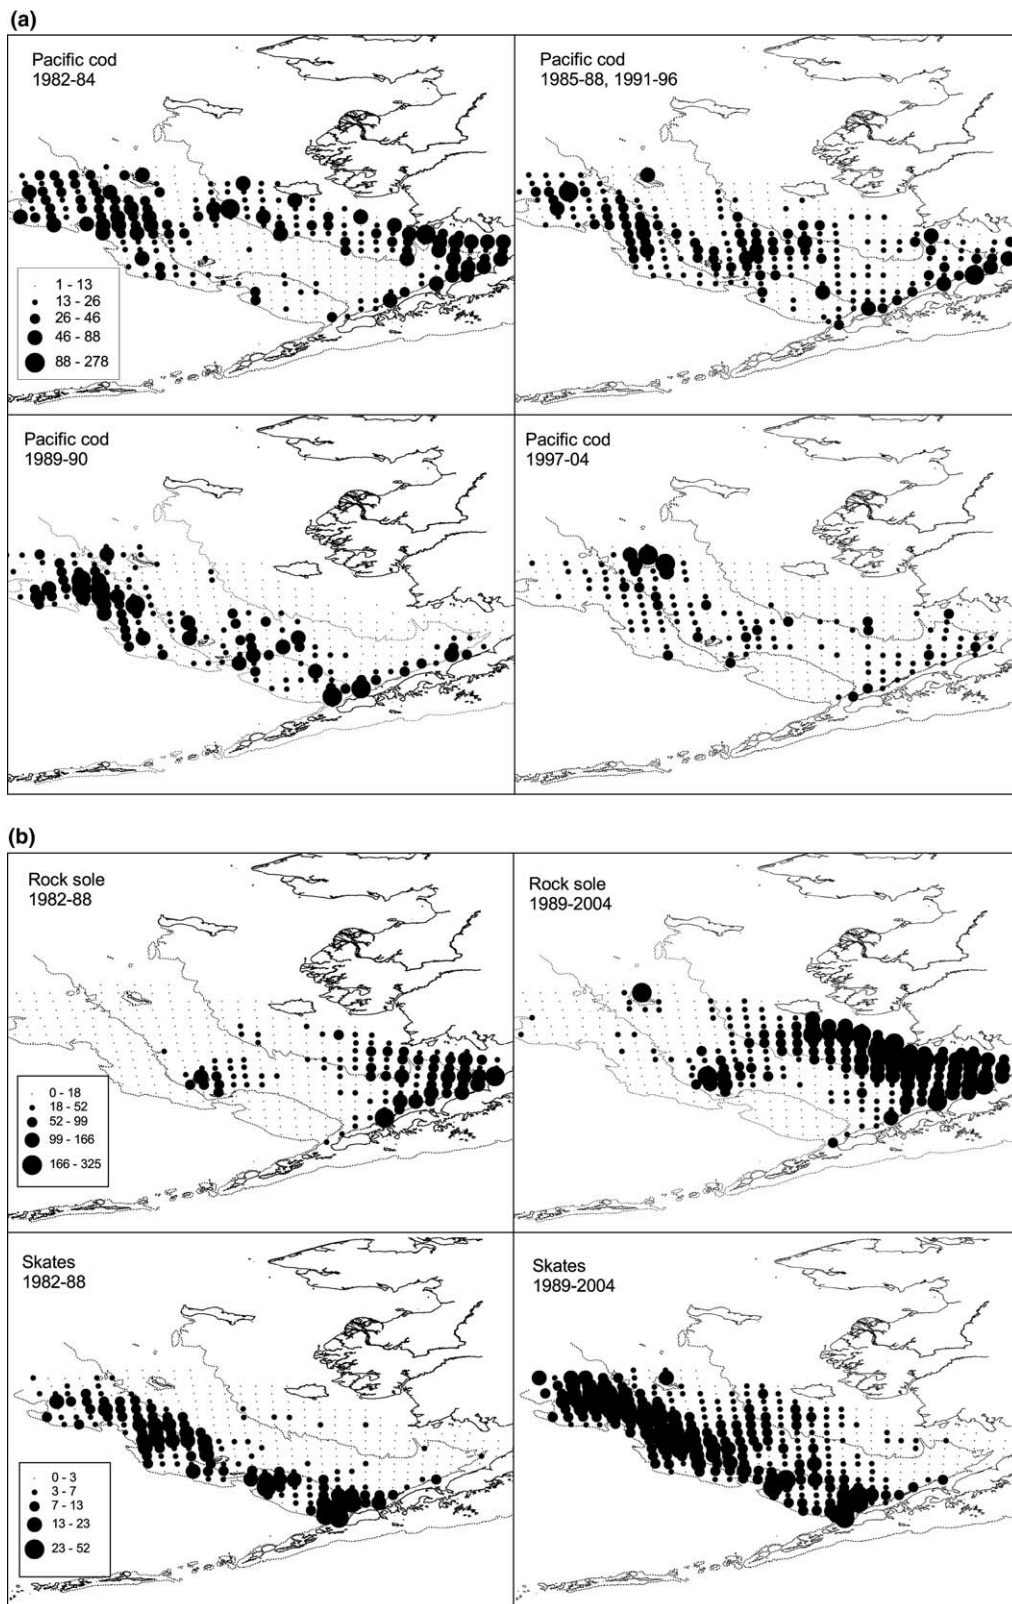 (a)
Pacific cod
1982-84
1 - 13
13 - 26
26 - 46
46 - 88
88 - 278
Pacific cod
1985-88, 1991-96
Pacific cod
1989-90
Pacific cod
1997-04
(b)
Rock sole
1982-88
0 - 18
18 - 52
52 - 99
99 - 166
166 - 325
Rock sole
1989-2004
Skates
1982-88
0 - 3
3 - 7
7 - 13
13 - 23
23 - 52
Skates
1989-2004